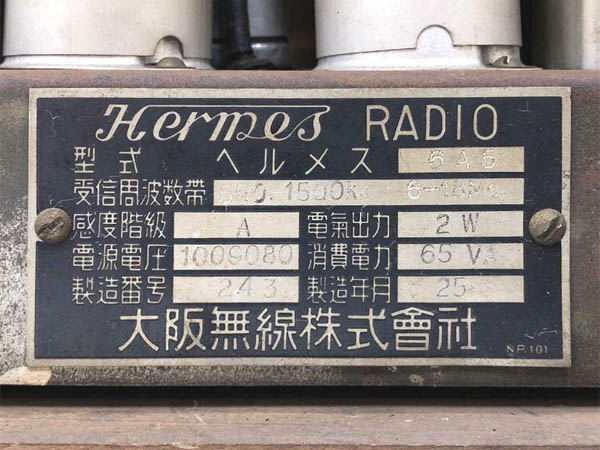 Hermes RADIO
型式 ヘルメス 6A6
受信周波数帯 550.1500kc 6-18Mc
感度階級 A 電氣出力 2W
電源電圧 1009080 消費電力 65VA
製造番号 243 製造年月 25
大阪無線株式會社
NP.101